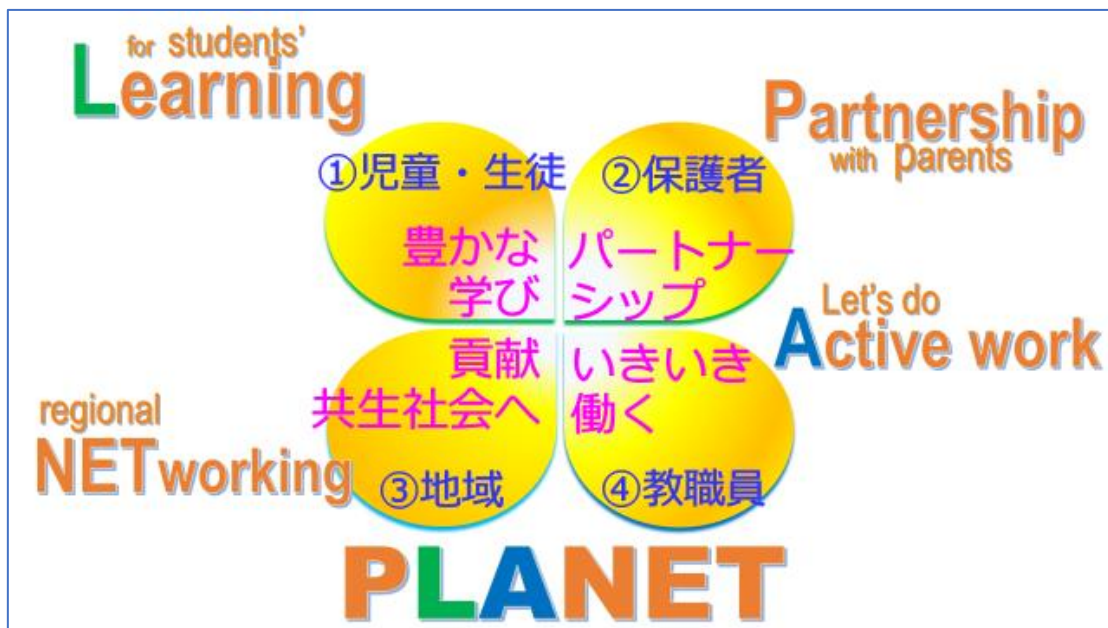 for students'
Learning
Partnership
with parents
①児童・生徒
豊かな
学び
②保護者
パートナー
シップ
Let's do
Active work
regional
NETworking
貢献
共生社会へ
③地域
いきいき
働く
④教職員
PLANET